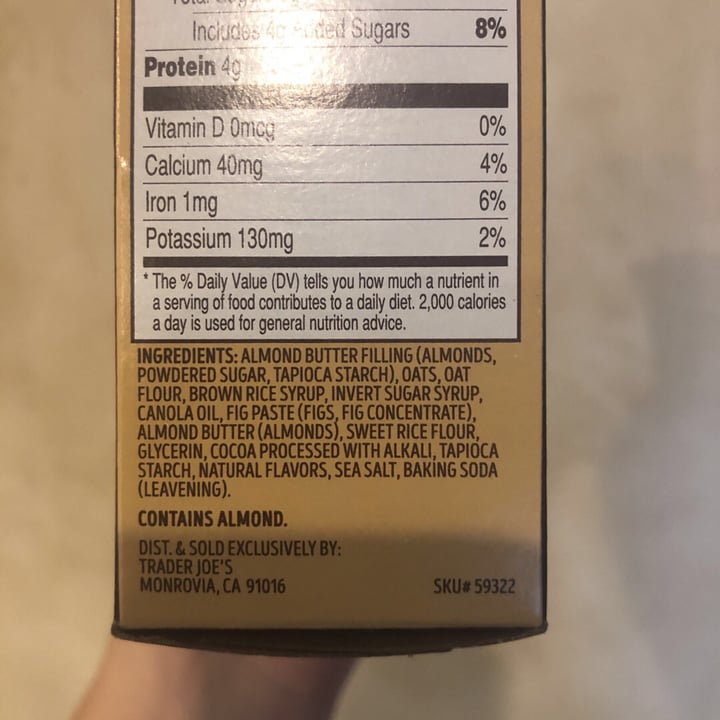 Includes 4g Added Sugars 8%
Protein 4g
Vitamin D 0mcg 0%
Calcium 40mg 4%
Iron 1mg 6%
Potassium 130mg 2%
* The % Daily Value (DV) tells you how much a nutrient in
a serving of food contributes to a daily diet. 2,000 calories
a day is used for general nutrition advice.
INGREDIENTS: ALMOND BUTTER FILLING (ALMONDS,
POWDERED SUGAR, TAPIOCA STARCH), OATS, OAT
FLOUR, BROWN RICE SYRUP, INVERT SUGAR SYRUP,
CANOLA OIL, FIG PASTE (FIGS, FIG CONCENTRATE),
ALMOND BUTTER (ALMONDS), SWEET RICE FLOUR,
GLYCERIN, COCOA PROCESSED WITH ALKALI, TAPIOCA
STARCH, NATURAL FLAVORS, SEA SALT, BAKING SODA
(LEAVENING).
CONTAINS ALMOND.
DIST. & SOLD EXCLUSIVELY BY:
TRADER JOE'S
MONROVIA, CA 91016 SKU# 59322